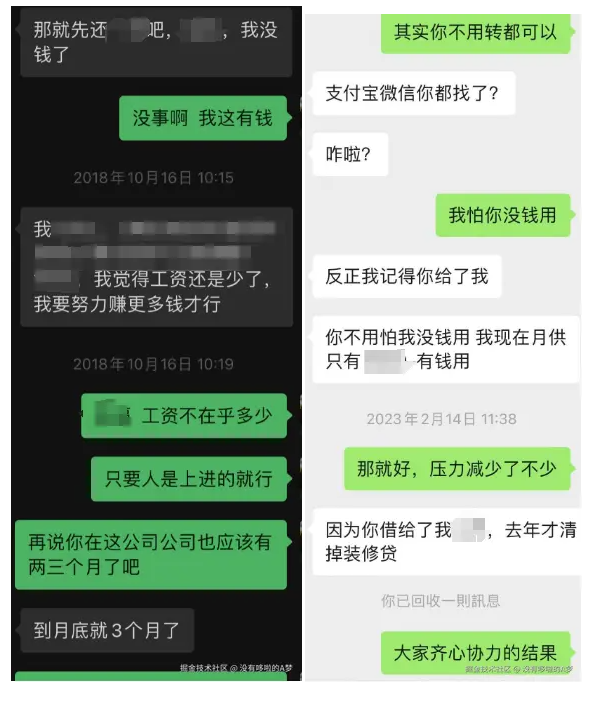 那就先还吧，，我没
钱了
没事啊 我这有钱
2018年10月16日 10:15
我
，我觉得工资还是少了，
我要努力赚更多钱才行
2018年10月16日 10:19
工资不在乎多少
只要人是上进的就行
再说你在这公司公司也应该有
两三个月了吧
到月底就3个月了
掘金技术社区 @ 没有哆啦的A梦
其实你不用转都可以
支付宝微信你都找了?
咋啦?
我怕你没钱用
反正我记得你给了我
你不用怕我没钱用 我现在月供
只有 有钱用
2023年2月14日 11:38
那就好，压力减少了不少
因为你借给了我，去年才清
掉装修贷
你已回收一則訊息
大家齐心协力的结果
掘金技术社区 @ 没有哆啦的A梦